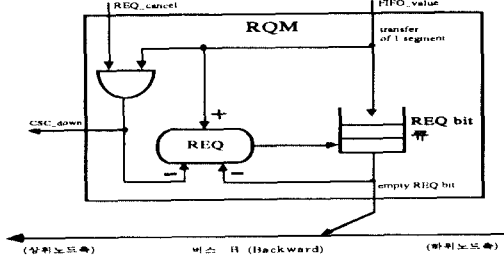 REQ_cancel
FIFO_value
RQM
transfer
of 1 segment
CSC_down
+
REQ
REQ bit
큐
−
−
empty REQ bit
(상위노드측)
버스 B (Backward)
(하위노드측)